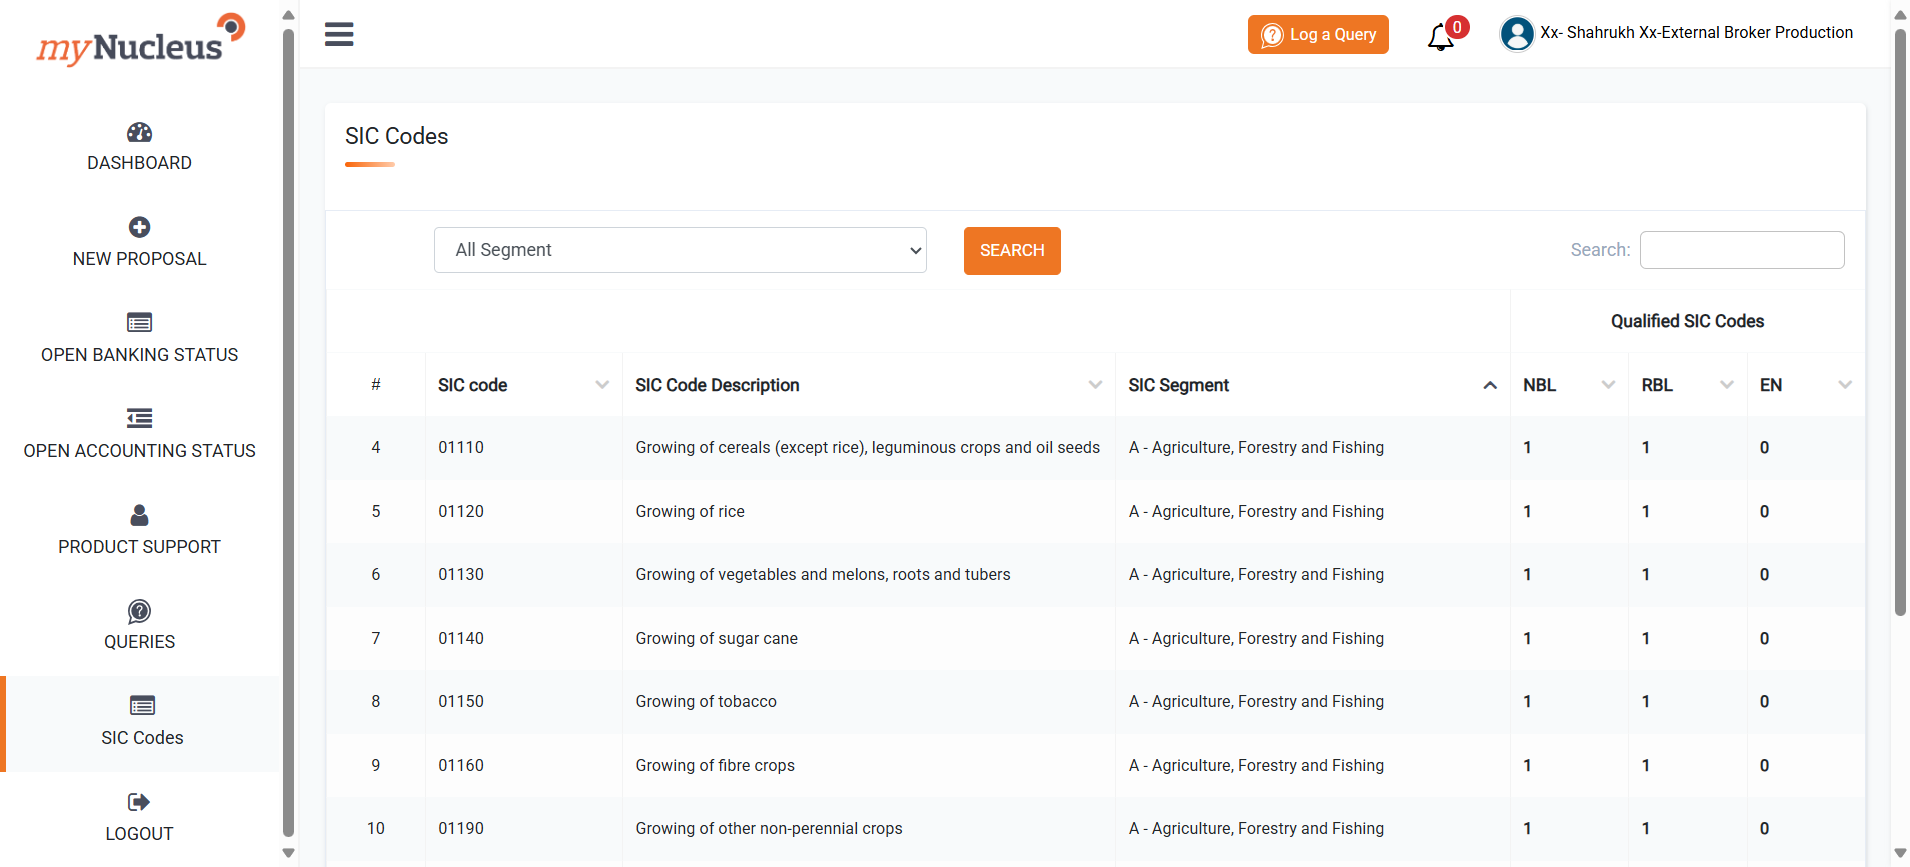 myNucleus
DASHBOARD
NEW PROPOSAL
OPEN BANKING STATUS
OPEN ACCOUNTING STATUS
PRODUCT SUPPORT
QUERIES
SIC Codes
LOGOUT
Log a Query
0
Xx- Shahrukh Xx-External Broker Production
SIC Codes
All Segment
SEARCH
Search:
Qualified SIC Codes
# SIC code SIC Code Description SIC Segment NBL RBL EN
4 01110 Growing of cereals (except rice), leguminous crops and oil seeds A - Agriculture, Forestry and Fishing 1 1 0
5 01120 Growing of rice A - Agriculture, Forestry and Fishing 1 1 0
6 01130 Growing of vegetables and melons, roots and tubers A - Agriculture, Forestry and Fishing 1 1 0
7 01140 Growing of sugar cane A - Agriculture, Forestry and Fishing 1 1 0
8 01150 Growing of tobacco A - Agriculture, Forestry and Fishing 1 1 0
9 01160 Growing of fibre crops A - Agriculture, Forestry and Fishing 1 1 0
10 01190 Growing of other non-perennial crops A - Agriculture, Forestry and Fishing 1 1 0